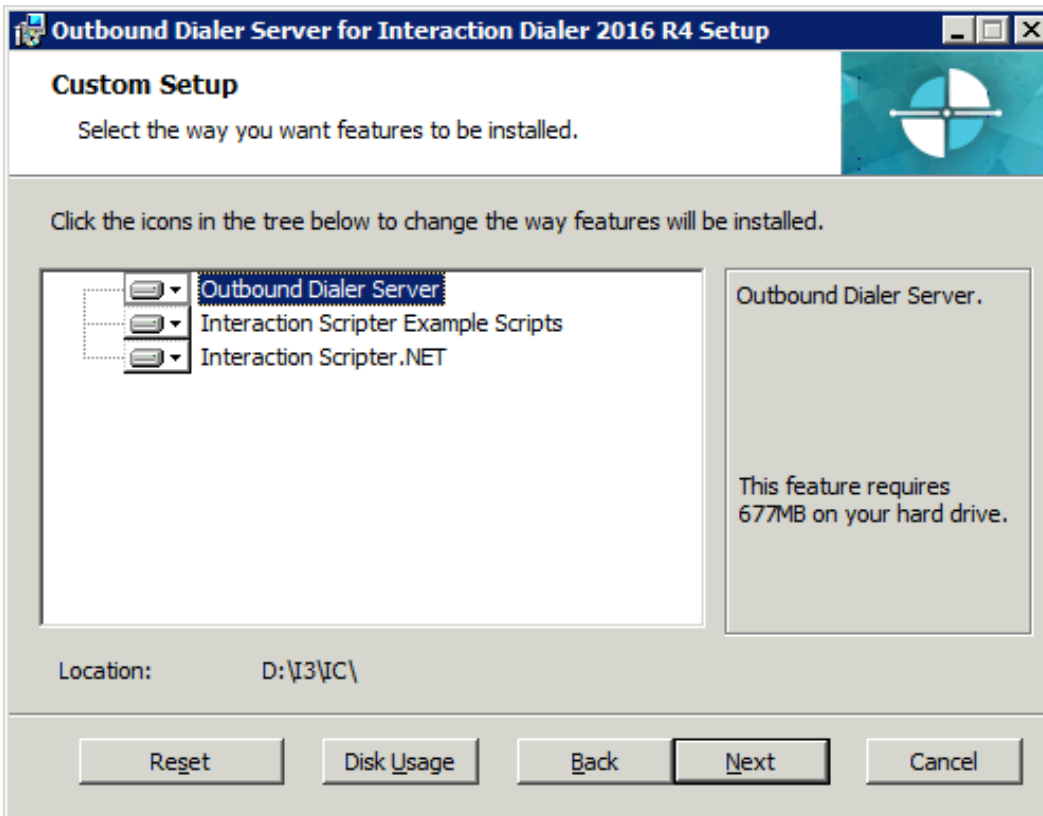 Outbound Dialer Server for Interaction Dialer 2016 R4 Setup
Custom Setup
Select the way you want features to be installed.
Click the icons in the tree below to change the way features will be installed.
Outbound Dialer Server
Interaction Scripter Example Scripts
Interaction Scripter.NET
Outbound Dialer Server.
This feature requires
677MB on your hard drive.
Location: D:\I3\IC\
Reset Disk Usage Back Next Cancel